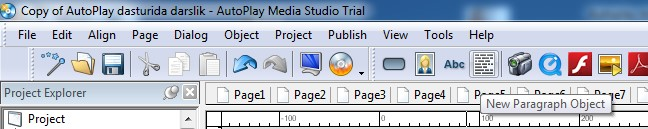 Copy of AutoPlay dasturida darslik - AutoPlay Media Studio Trial
File Edit Align Page Dialog Object Project Publish View Tools Help
Abc
Project Explorer
Page1 Page2 Page3 Page4 Page5 Page6 Page7
New Paragraph Object
Project
-100 0 100 200